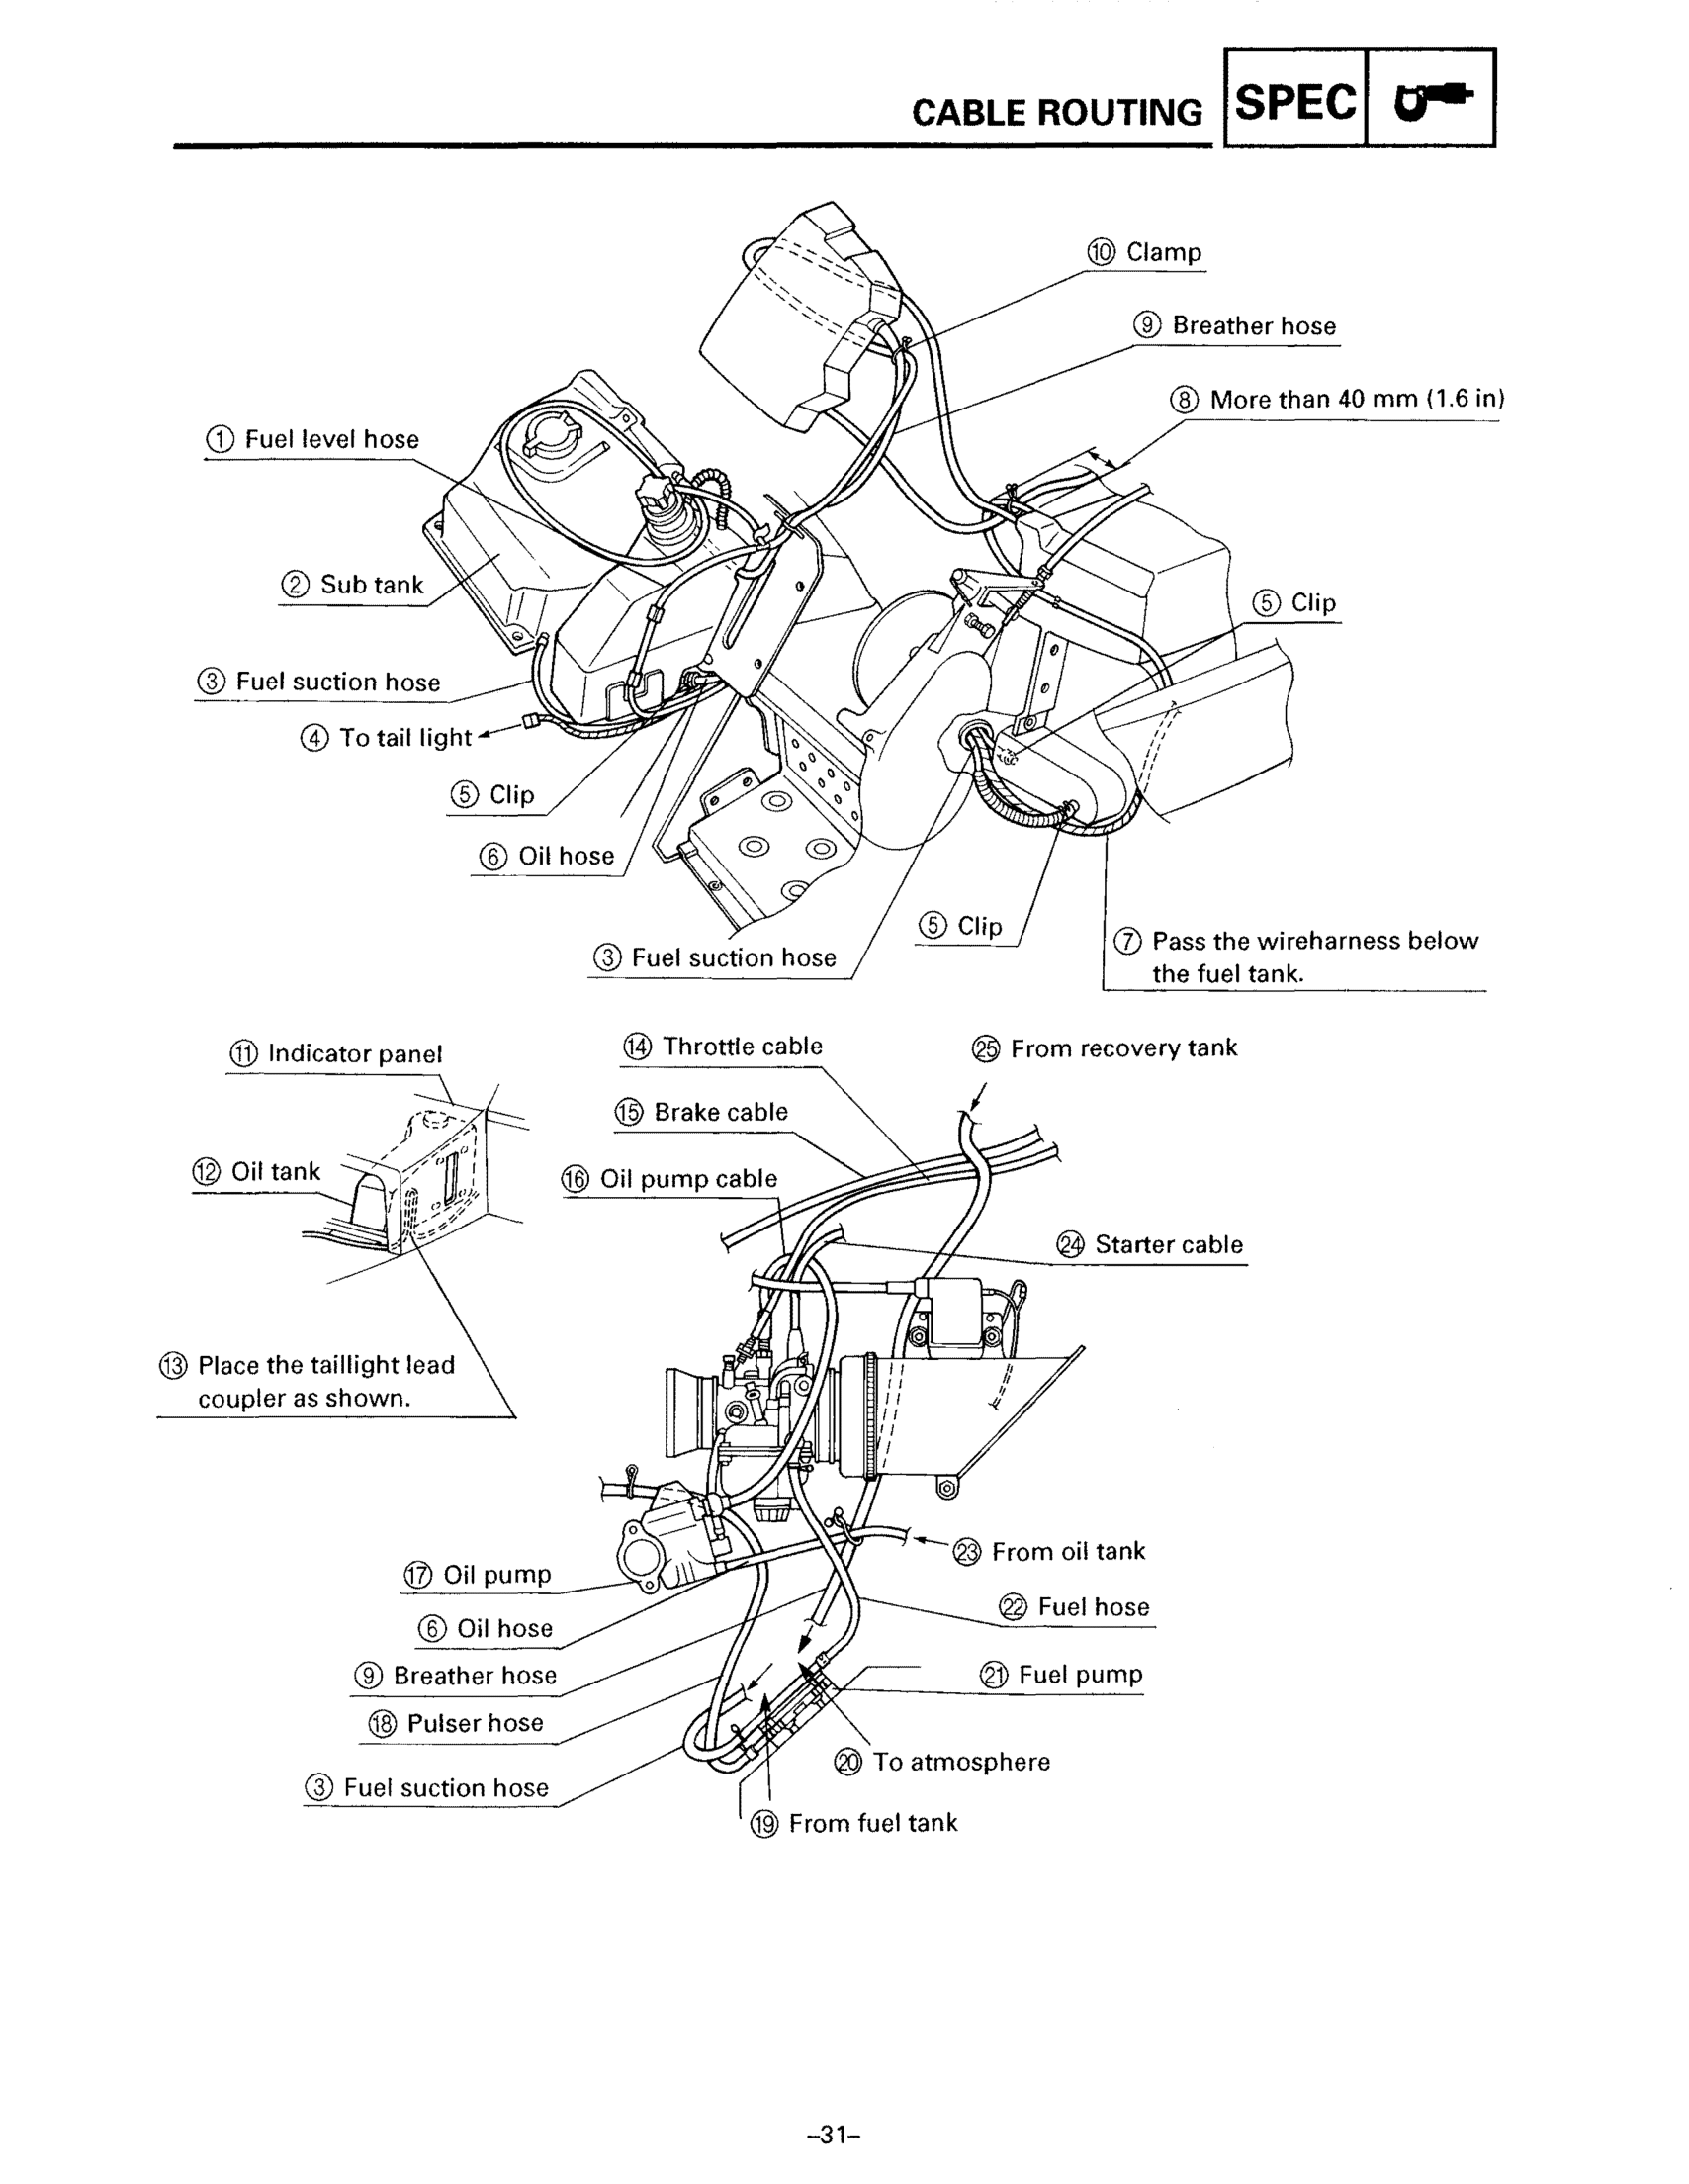 CABLE ROUTING SPEC
⑩ Clamp
⑨ Breather hose
⑧ More than 40 mm (1.6 in)
① Fuel level hose
② Sub tank
⑤ Clip
③ Fuel suction hose
④ To tail light
⑤ Clip
⑥ Oil hose
⑤ Clip
③ Fuel suction hose
⑦ Pass the wireharness below
the fuel tank.
⑪ Indicator panel
⑫ Oil tank
⑬ Place the taillight lead
coupler as shown.
⑭ Throttle cable
⑮ Brake cable
⑯ Oil pump cable
㉕ From recovery tank
㉔ Starter cable
⑰ Oil pump
⑥ Oil hose
⑨ Breather hose
⑱ Pulser hose
③ Fuel suction hose
㉓ From oil tank
㉒ Fuel hose
㉑ Fuel pump
⑳ To atmosphere
⑲ From fuel tank
–31–